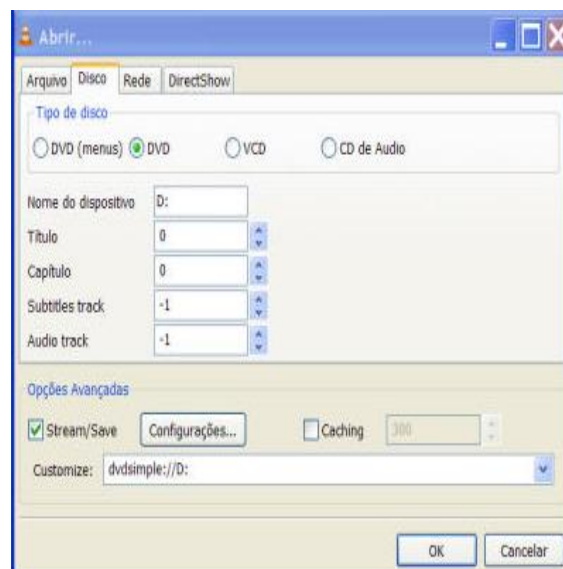 Abrir...
Arquivo Disco Rede DirectShow
Tipo de disco
DVD (menus) DVD VCD CD de Audio
Nome do dispositivo D:
Título 0
Capítulo 0
Subtitles track -1
Audio track -1
Opções Avançadas
Stream/Save Configurações... Caching 300
Customize: dvdsimple://D:
OK Cancelar